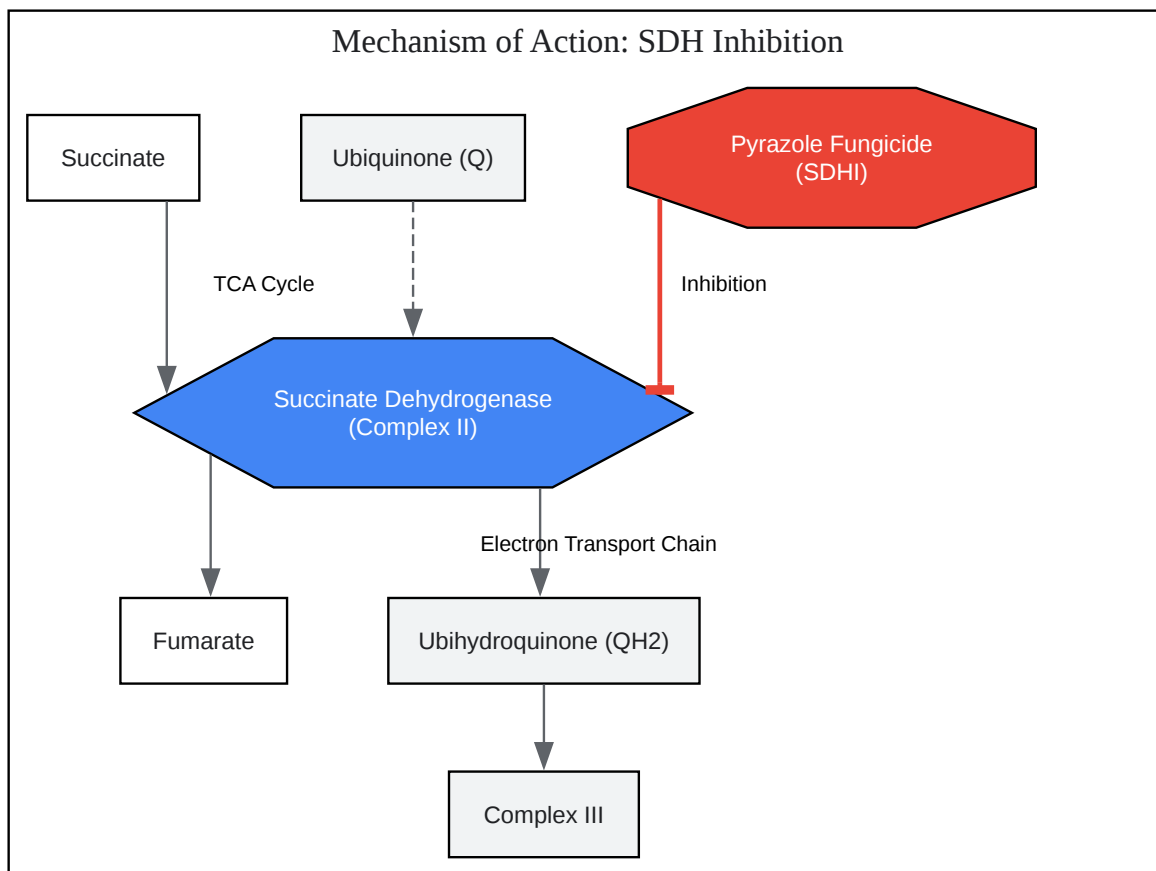 Mechanism of Action: SDH Inhibition
Succinate
Ubiquinone (Q)
Pyrazole Fungicide
(SDHI)
TCA Cycle
Inhibition
Succinate Dehydrogenase
(Complex II)
Electron Transport Chain
Fumarate
Ubihydroquinone (QH2)
Complex III